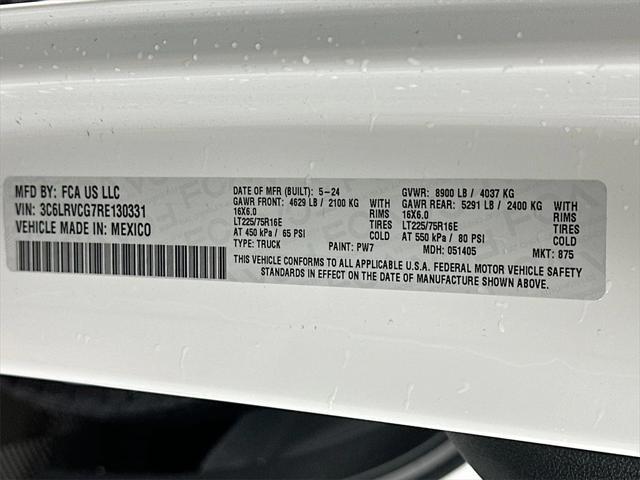 MFD BY: FCA US LLC
VIN: 3C6LRVCG7RE130331
VEHICLE MADE IN: MEXICO
DATE OF MFR (BUILT): 5-24
GAWR FRONT: 4629 LB / 2100 KG WITH
16X6.0 RIMS
LT225/75R16E TIRES
AT 450 kPa / 65 PSI COLD
TYPE: TRUCK PAINT: PW7
GVWR: 8900 LB / 4037 KG
GAWR REAR: 5291 LB / 2400 KG WITH
16X6.0 RIMS
LT225/75R16E TIRES
AT 550 kPa / 80 PSI COLD
MDH: 051405 MKT: 875
THIS VEHICLE CONFORMS TO ALL APPLICABLE U.S.A. FEDERAL MOTOR VEHICLE SAFETY
STANDARDS IN EFFECT ON THE DATE OF MANUFACTURE SHOWN ABOVE.